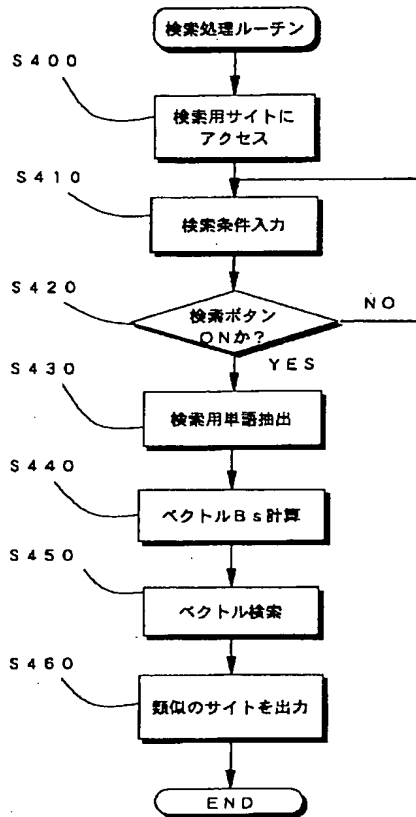 検索処理ルーチン
S400
検索用サイトに
アクセス
S410
検索条件入力
S420
検索ボタン
ONか?
NO
YES
S430
検索用単語抽出
S440
ベクトルBs計算
S450
ベクトル検索
S460
類似のサイトを出力
END